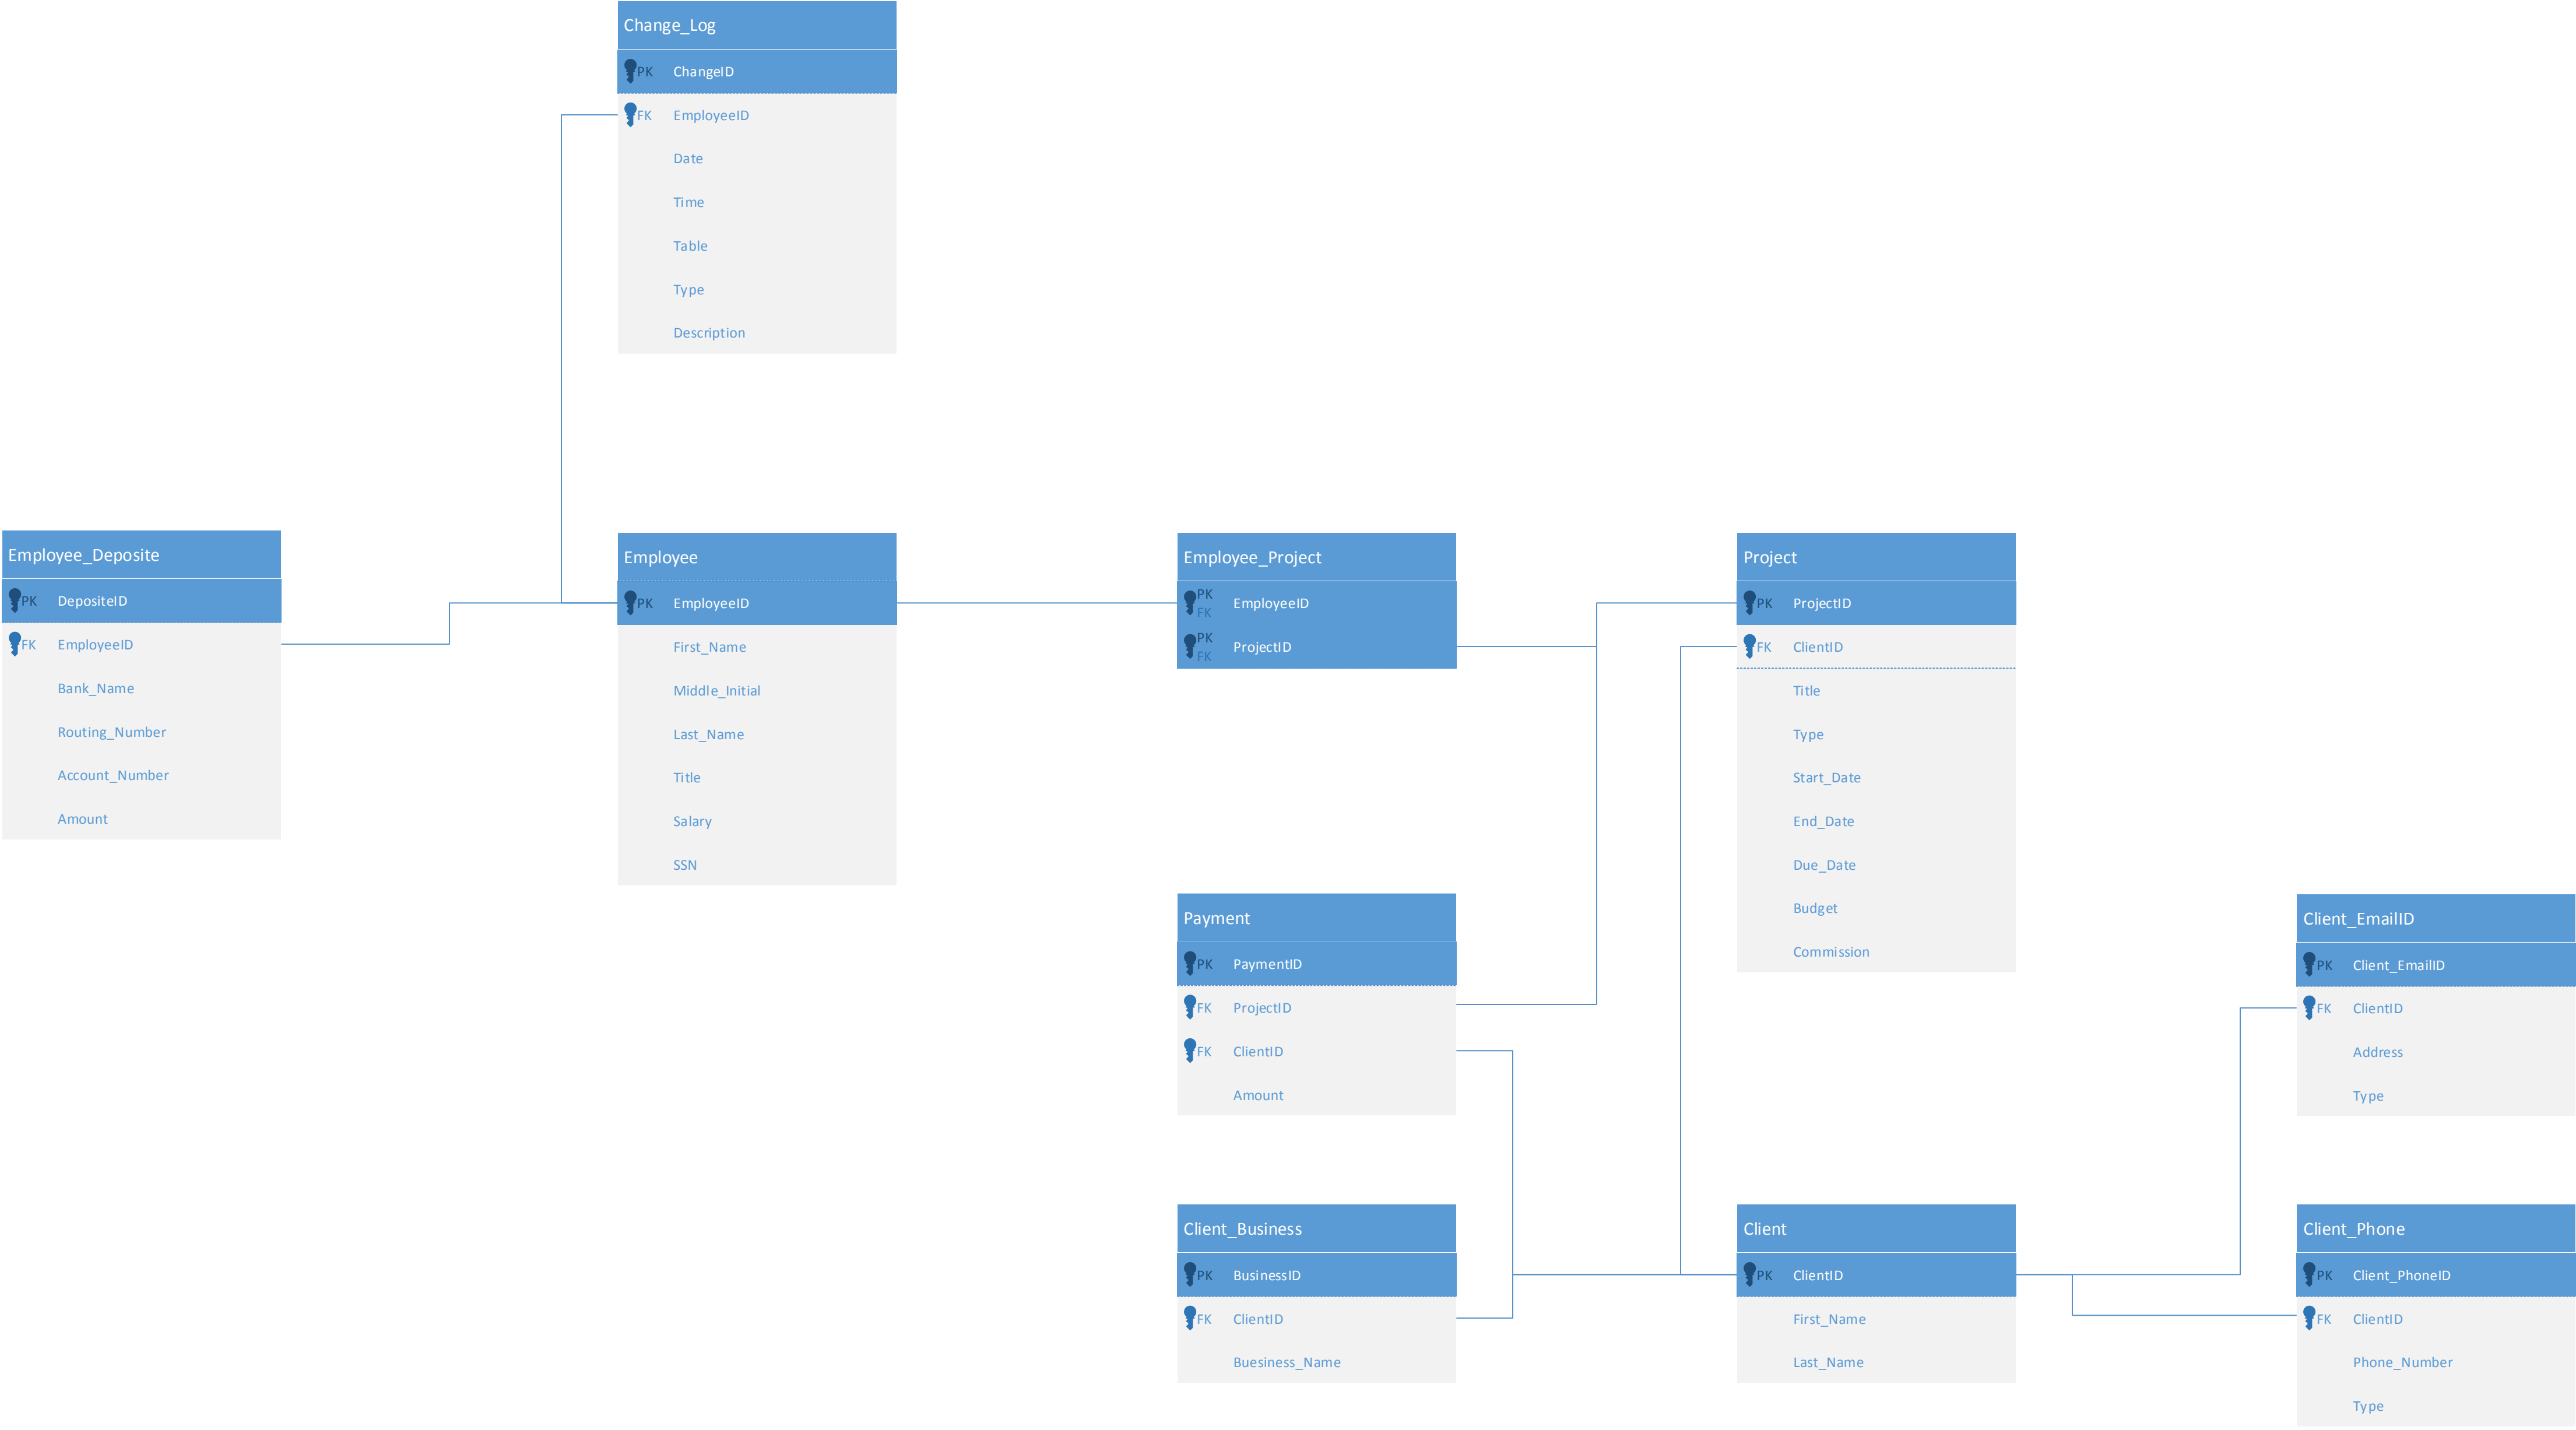 Change_Log
PK ChangeID
FK EmployeeID
Date
Time
Table
Type
Description
Employee_Deposite
PK DepositeID
FK EmployeeID
Bank_Name
Routing_Number
Account_Number
Amount
Employee
PK EmployeeID
First_Name
Middle_Initial
Last_Name
Title
Salary
SSN
Employee_Project
PK
FK EmployeeID
PK
FK ProjectID
Project
PK ProjectID
FK ClientID
Title
Type
Start_Date
End_Date
Due_Date
Budget
Commission
Payment
PK PaymentID
FK ProjectID
FK ClientID
Amount
Client_EmailID
PK Client_EmailID
FK ClientID
Address
Type
Client_Business
PK BusinessID
FK ClientID
Buesiness_Name
Client
PK ClientID
First_Name
Last_Name
Client_Phone
PK Client_PhoneID
FK ClientID
Phone_Number
Type